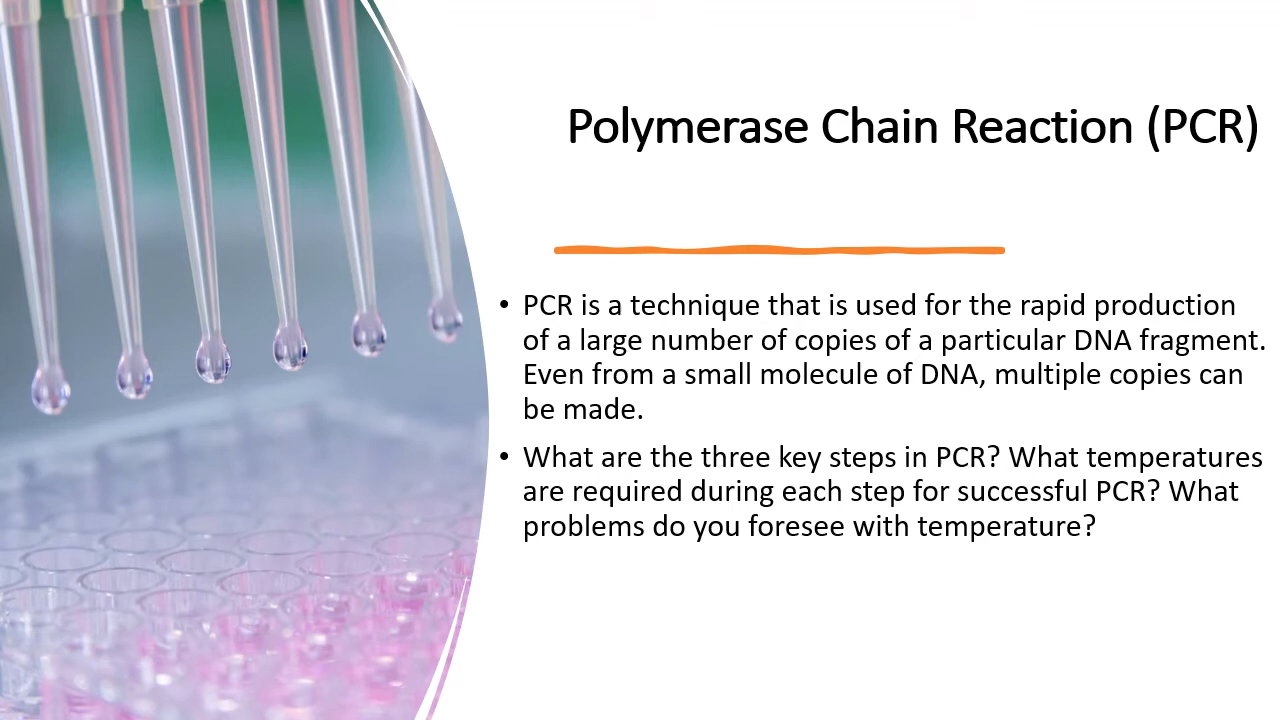 Polymerase Chain Reaction (PCR)
• PCR is a technique that is used for the rapid production
of a large number of copies of a particular DNA fragment.
Even from a small molecule of DNA, multiple copies can
be made.
• What are the three key steps in PCR? What temperatures
are required during each step for successful PCR? What
problems do you foresee with temperature?